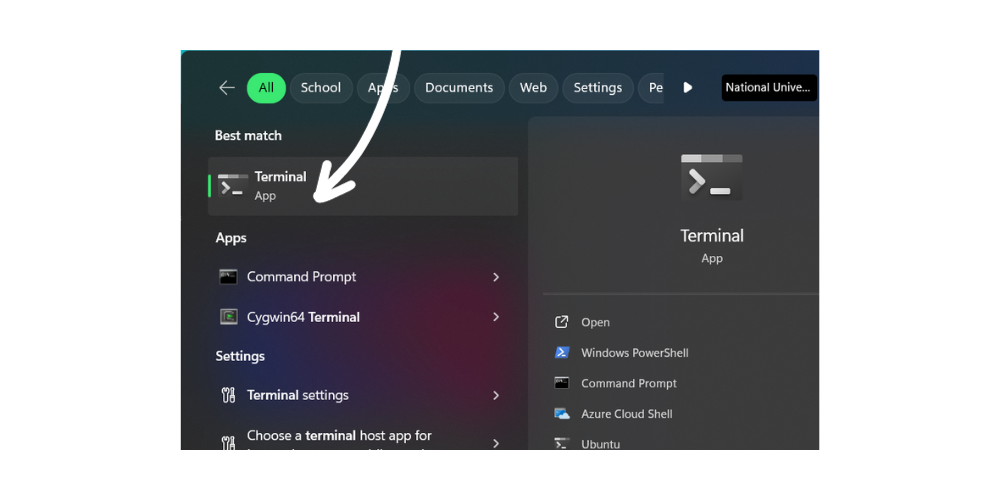 All School Apps Documents Web Settings Pe National Unive...
Best match
Terminal
App
Apps
Command Prompt
Cygwin64 Terminal
Settings
Terminal settings
Choose a terminal host app for
Terminal
App
Open
Windows PowerShell
Command Prompt
Azure Cloud Shell
Ubuntu